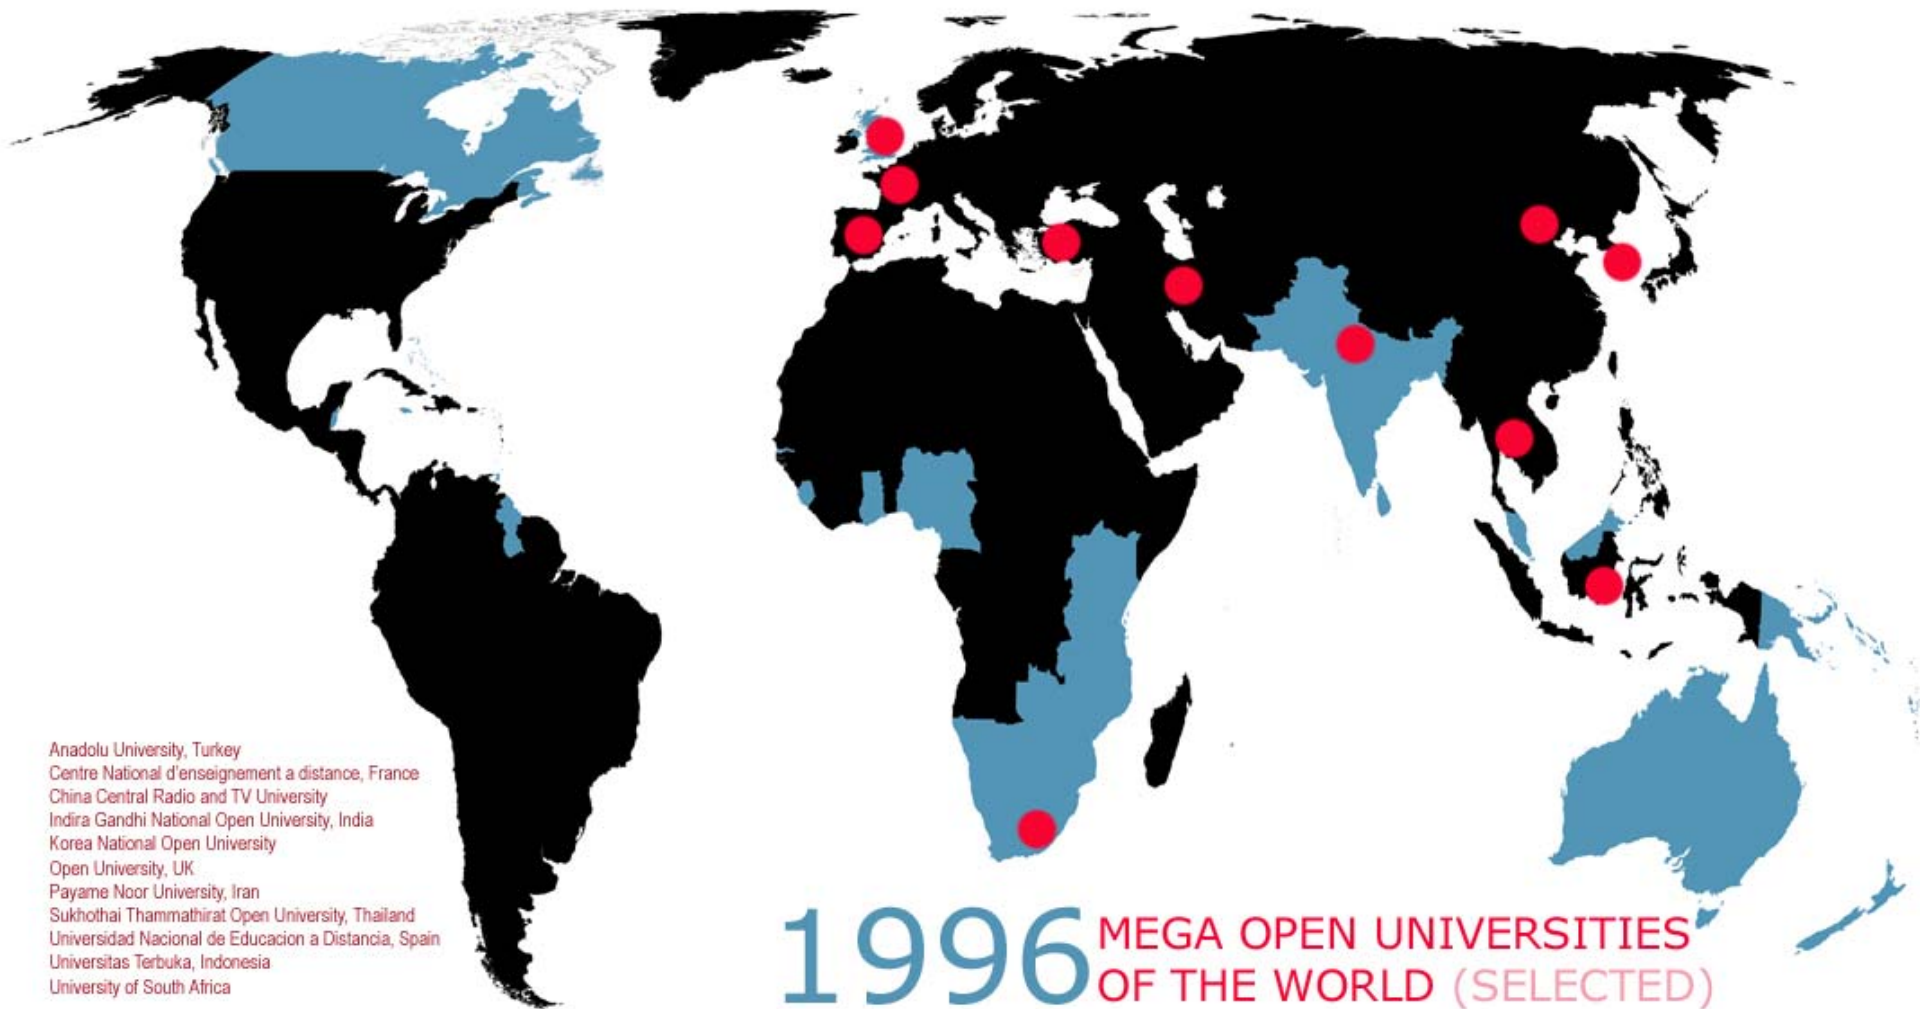 Anadolu University, Turkey
Centre National d'enseignement a distance, France
China Central Radio and TV University
Indira Gandhi National Open University, India
Korea National Open University
Open University, UK
Payame Noor University, Iran
Sukhothai Thammathirat Open University, Thailand
Universidad Nacional de Educacion a Distancia, Spain
Universitas Terbuka, Indonesia
University of South Africa
1996 MEGA OPEN UNIVERSITIES
OF THE WORLD (SELECTED)